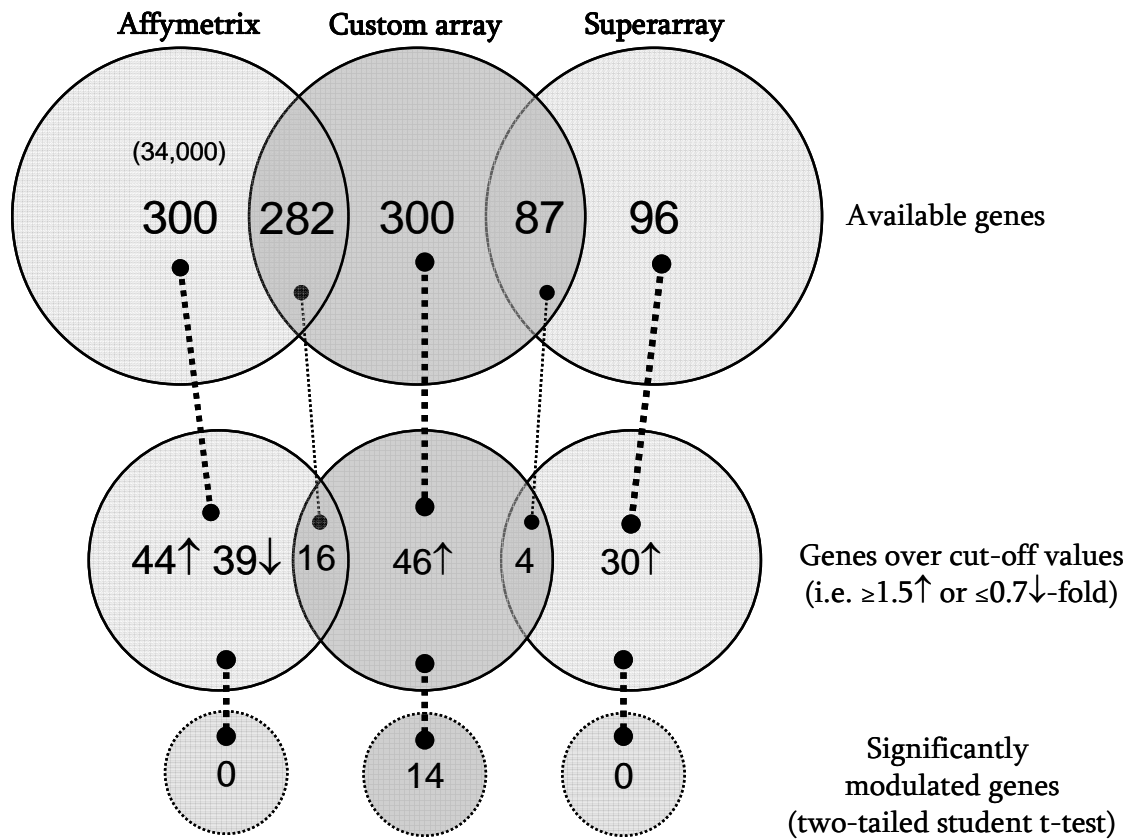 Affymetrix Custom array Superarray
(34,000)
300 282 300 87 96 Available genes
44↑ 39↓ 16 46↑ 4 30↑
Genes over cut-off values
(i.e. ≥1.5↑ or ≤0.7↓-fold)
0 14 0
Significantly
modulated genes
(two-tailed student t-test)